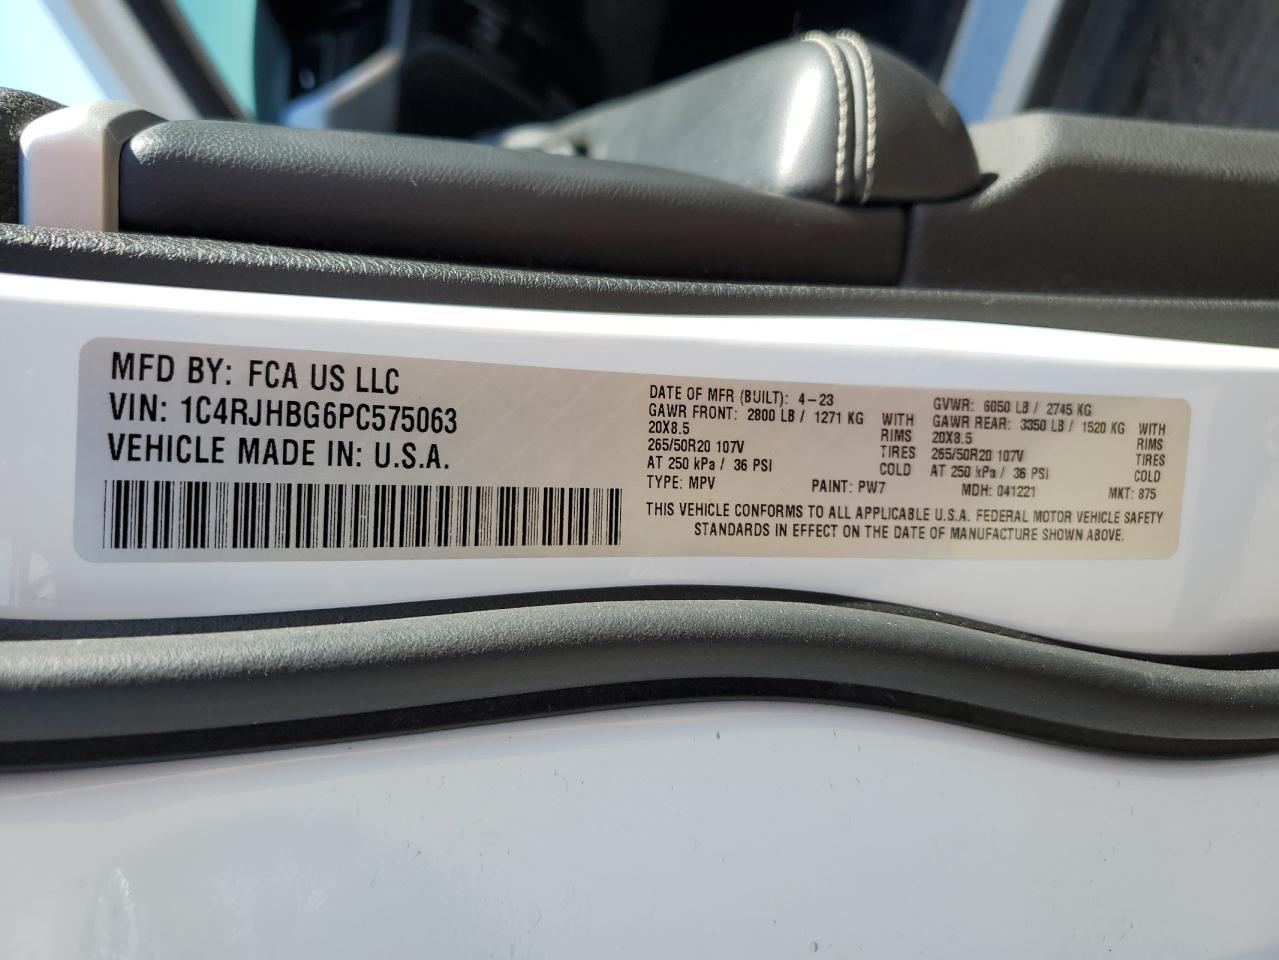 MFD BY: FCA US LLC
VIN: 1C4RJHBG6PC575063
VEHICLE MADE IN: U.S.A.
DATE OF MFR (BUILT): 4-23
GAWR FRONT: 2800 LB / 1271 KG WITH
20X8.5 RIMS
265/50R20 107V TIRES
AT 250 kPa / 36 PSI COLD
TYPE: MPV PAINT: PW7
GVWR: 6050 LB / 2745 KG
GAWR REAR: 3350 LB / 1520 KG WITH
20X8.5 RIMS
265/50R20 107V TIRES
AT 250 kPa / 36 PSI COLD
MDH: 041221 MKT: 875
THIS VEHICLE CONFORMS TO ALL APPLICABLE U.S.A. FEDERAL MOTOR VEHICLE SAFETY
STANDARDS IN EFFECT ON THE DATE OF MANUFACTURE SHOWN ABOVE.